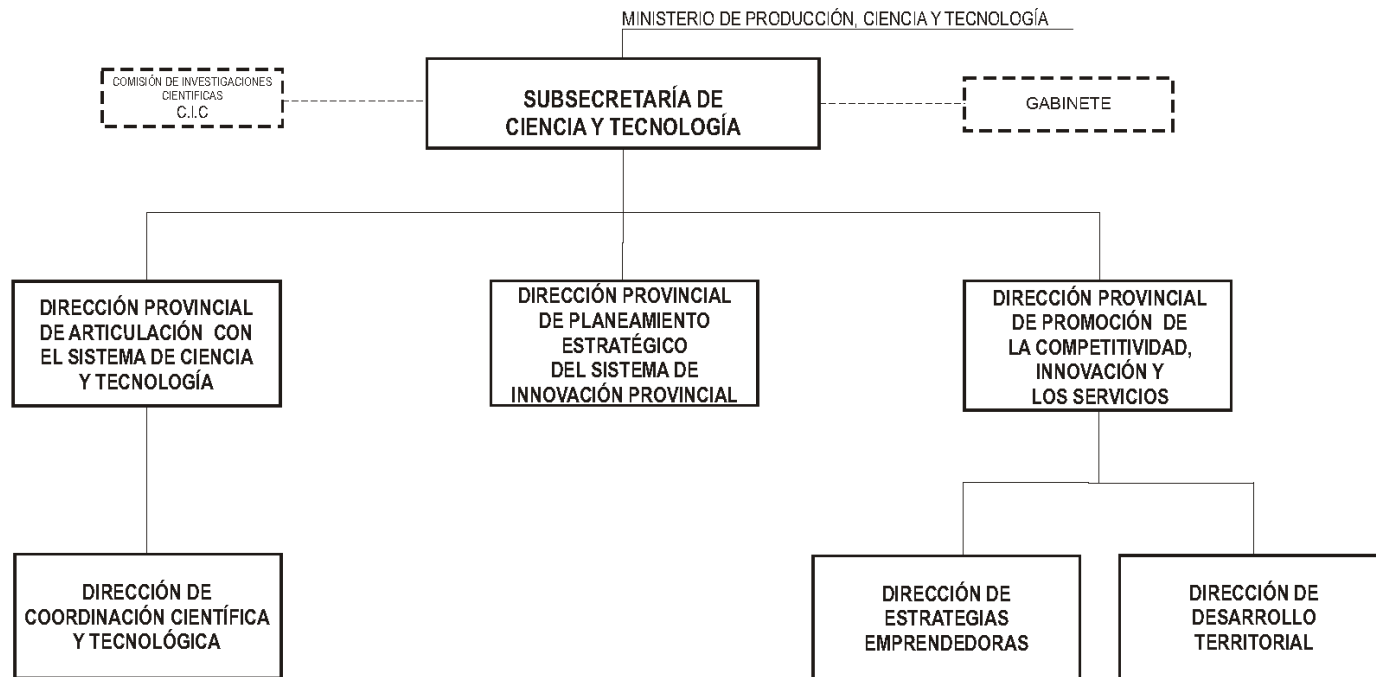 MINISTERIO DE PRODUCCIÓN, CIENCIA Y TECNOLOGÍA
COMISIÓN DE INVESTIGACIONES
CIENTIFICAS
C.I.C
SUBSECRETARÍA DE
CIENCIA Y TECNOLOGÍA
GABINETE
DIRECCIÓN PROVINCIAL
DE ARTICULACIÓN CON
EL SISTEMA DE CIENCIA
Y TECNOLOGÍA
DIRECCIÓN PROVINCIAL
DE PLANEAMIENTO
ESTRATÉGICO
DEL SISTEMA DE
INNOVACIÓN PROVINCIAL
DIRECCIÓN PROVINCIAL
DE PROMOCIÓN DE
LA COMPETITIVIDAD,
INNOVACIÓN Y
LOS SERVICIOS
DIRECCIÓN DE
COORDINACIÓN CIENTÍFICA
Y TECNOLÓGICA
DIRECCIÓN DE
ESTRATEGIAS
EMPRENDEDORAS
DIRECCIÓN DE
DESARROLLO
TERRITORIAL